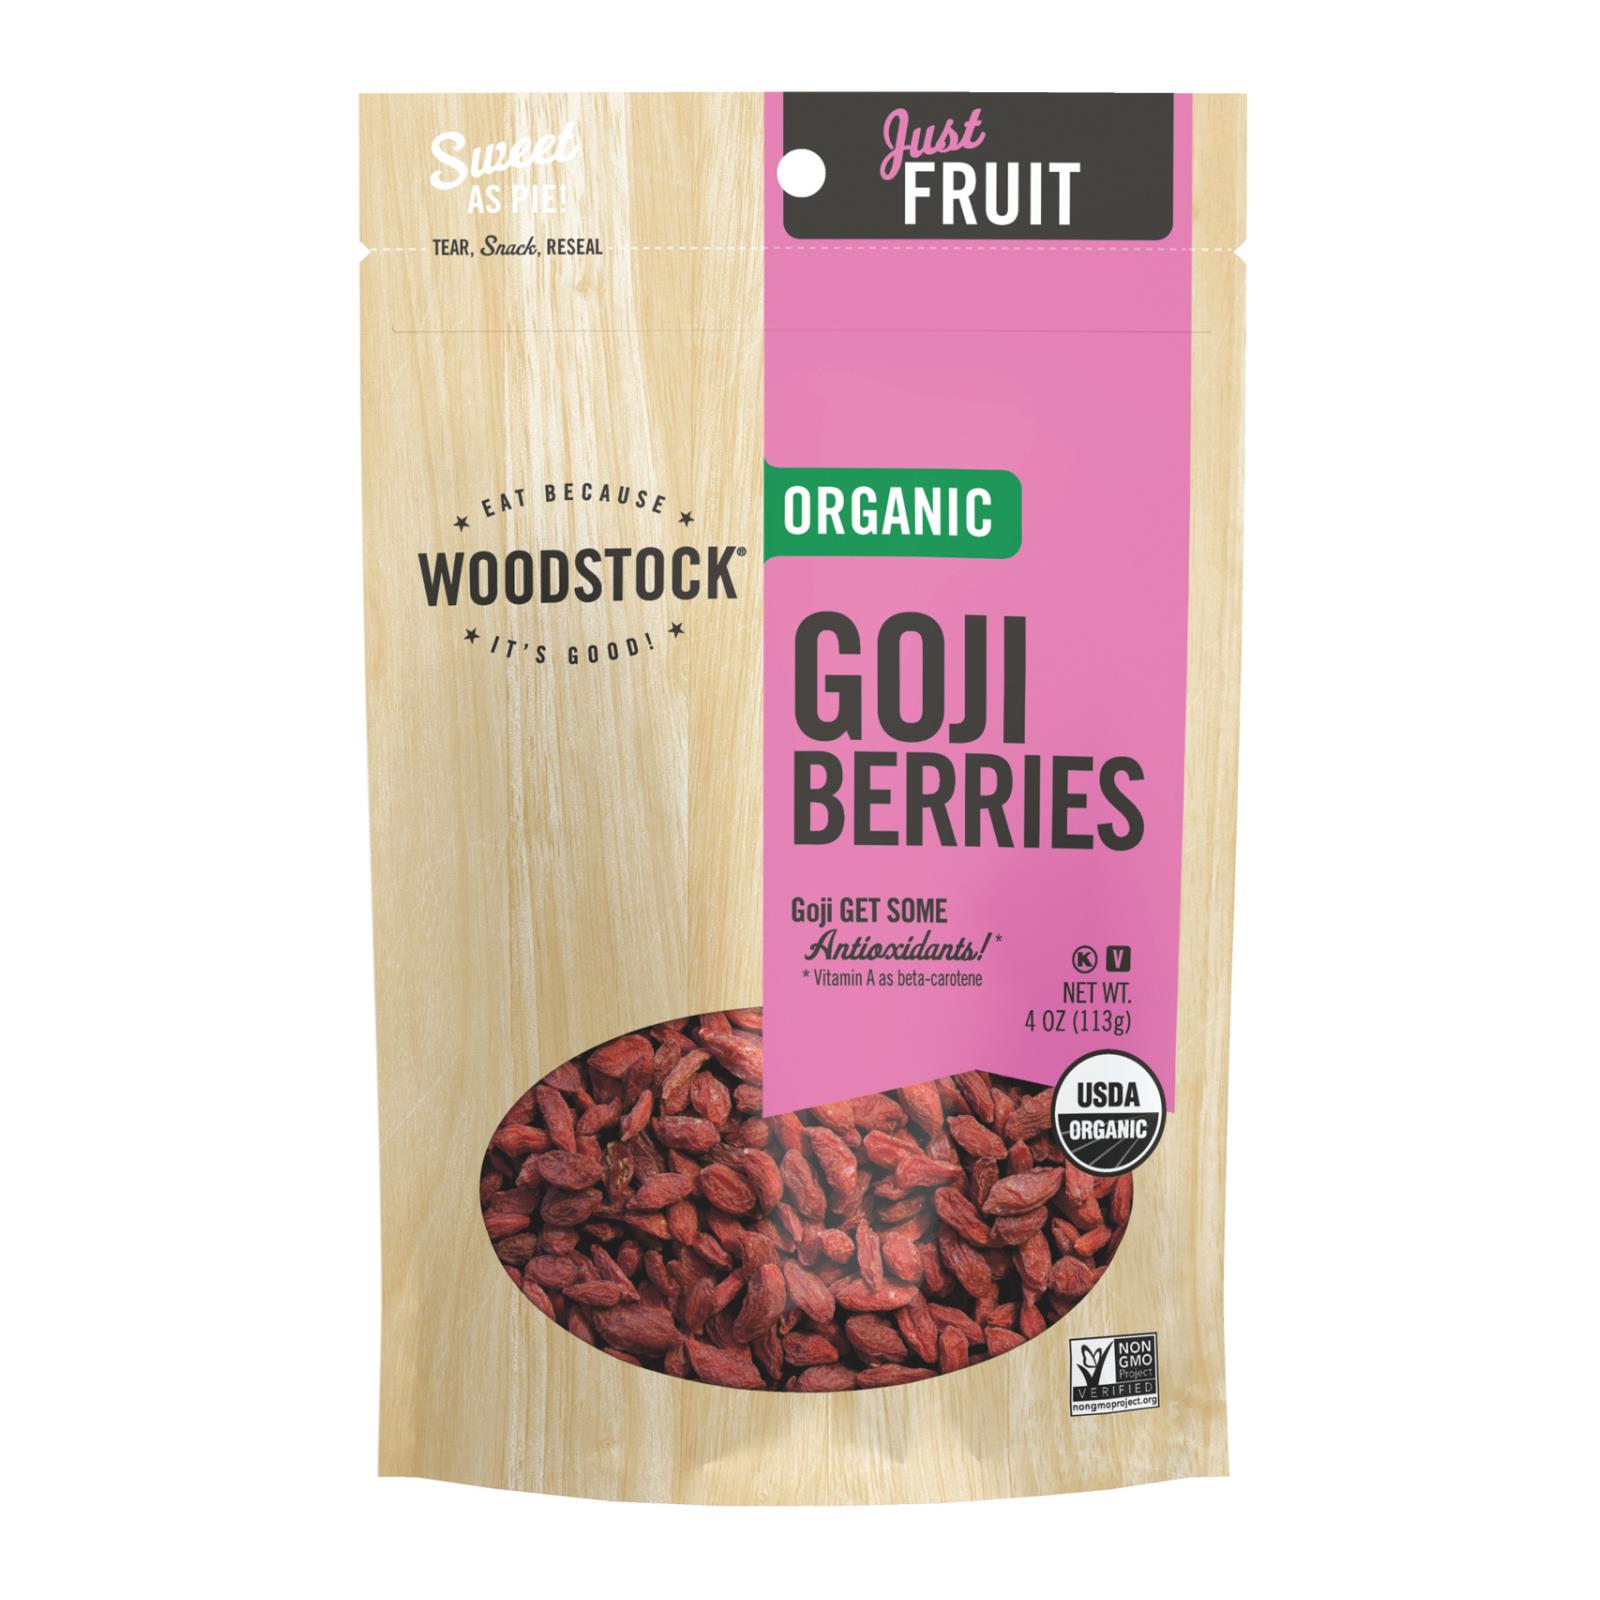 Sweet
AS PIE!
TEAR, Snack, RESEAL
Just
FRUIT
EAT BECAUSE
WOODSTOCK®
IT'S GOOD!
ORGANIC
GOJI
BERRIES
Goji GET SOME
Antioxidants!*
* Vitamin A as beta-carotene
K V
NET WT.
4 OZ (113g)
USDA
ORGANIC
NON
GMO
Project
VERIFIED
nongmoproject.org